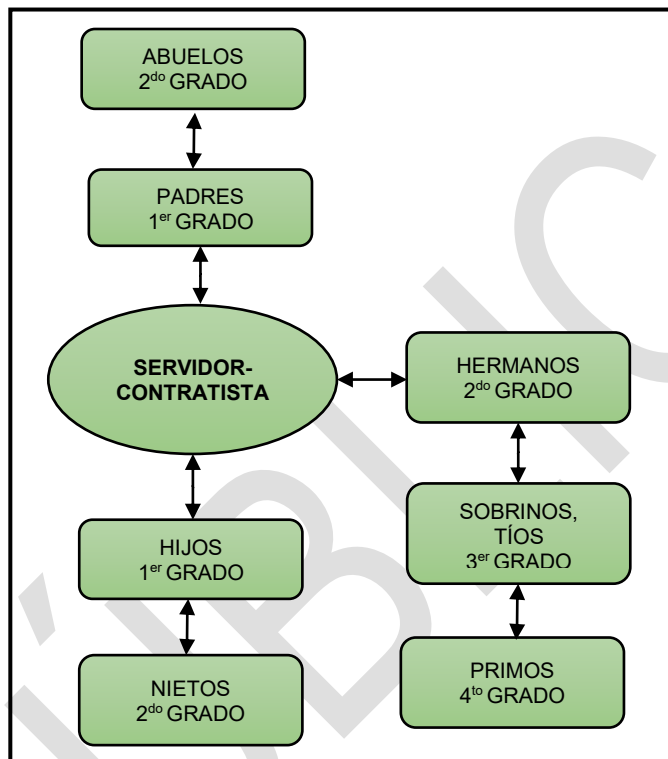 ABUELOS
2do GRADO
PADRES
1er GRADO
SERVIDOR-
CONTRATISTA
HERMANOS
2do GRADO
HIJOS
1er GRADO
SOBRINOS,
TÍOS
3er GRADO
NIETOS
2do GRADO
PRIMOS
4to GRADO